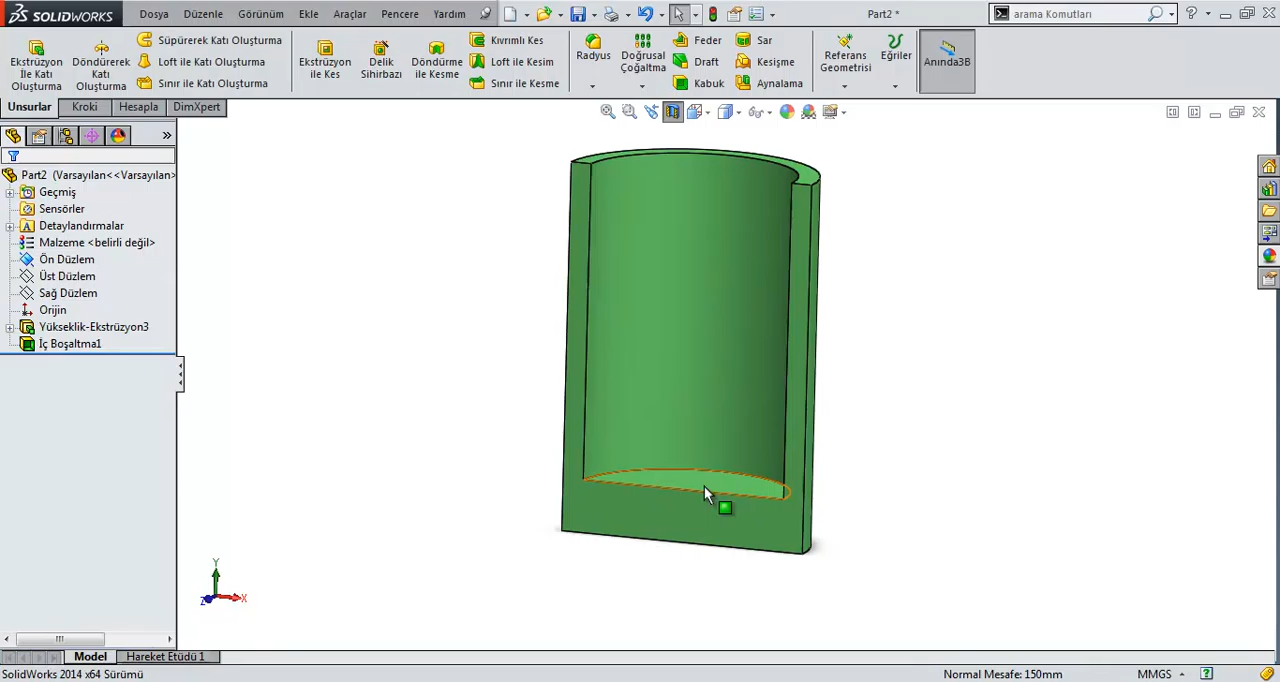 SOLIDWORKS
Dosya Düzenle Görünüm Ekle Araçlar Pencere Yardım
Part2 *
arama Komutları
Ekstrüzyon İle Katı Oluşturma
Döndürerek Katı Oluşturma
Süpürerek Katı Oluştur
Loft ile Katı Oluştur
Sınır ile Katı Oluştur
Ekstrüzyon ile Kes
Delik Sihirbazı
Döndürme ile Kesme
Kıvrımlı Kes
Loft ile Kesim
Sınır ile Kesme
Radyus
Doğrusal Çoğaltma
Feder
Draft
Kabuk
Sar
Kesişme
Aynalama
Referans Geometrisi
Eğriler
Anında3B
Unsurlar Kroki Hesapla DimXpert
Part2 (Varsayılan<<Varsayılan>
Geçmiş
Sensörler
A Detaylandırmalar
Malzeme <belirli değil>
Ön Düzlem
Üst Düzlem
Sağ Düzlem
Orijin
Yükseklik-Ekstrüzyon3
İç Boşaltma1
Y
Z X
Model Hareket Etüdü 1
SolidWorks 2014 x64 Sürümü
Normal Mesafe: 150mm
MMGS